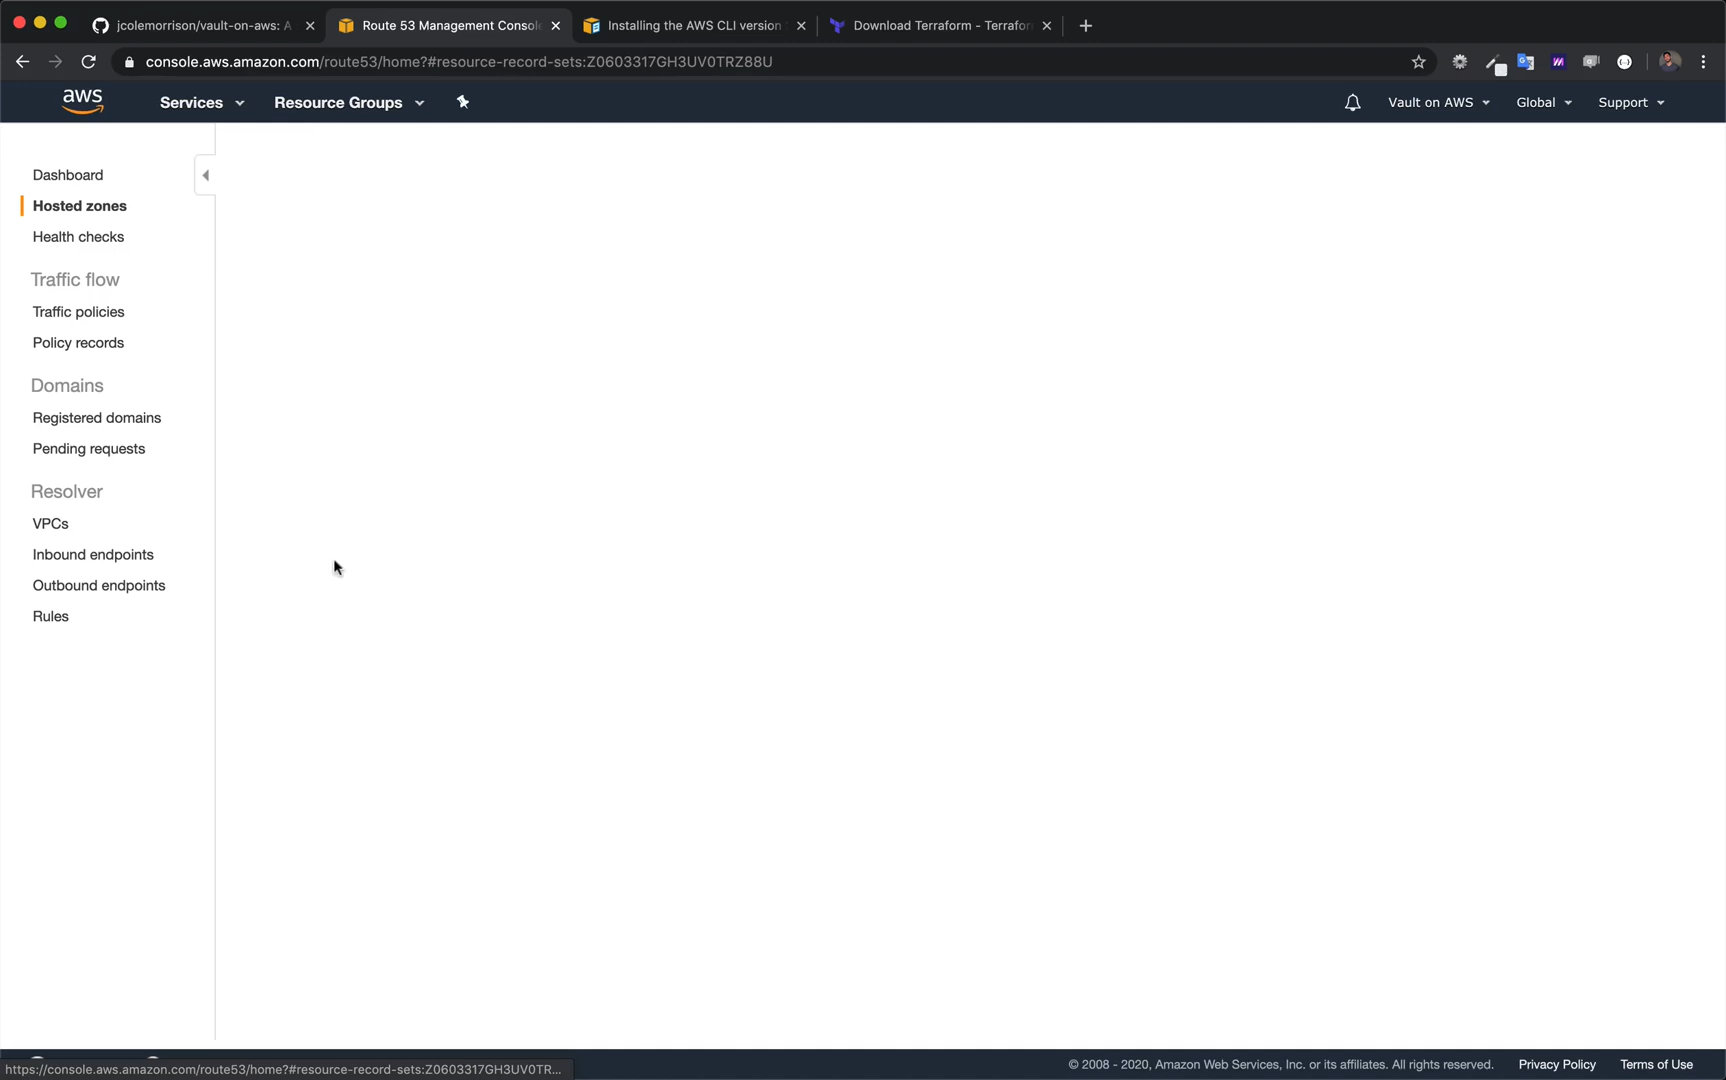 jcolemorrison/vault-on-aws: A
Route 53 Management Console
Installing the AWS CLI version
Download Terraform - Terrafor
console.aws.amazon.com/route53/home?#resource-record-sets:Z0603317GH3UV0TRZ88U
aws
Services
Resource Groups
Vault on AWS
Global
Support
Dashboard
Hosted zones
Health checks
Traffic flow
Traffic policies
Policy records
Domains
Registered domains
Pending requests
Resolver
VPCs
Inbound endpoints
Outbound endpoints
Rules
https://console.aws.amazon.com/route53/home?#resource-record-sets:Z0603317GH3UV0TR...
© 2008 - 2020, Amazon Web Services, Inc. or its affiliates. All rights reserved.
Privacy Policy
Terms of Use